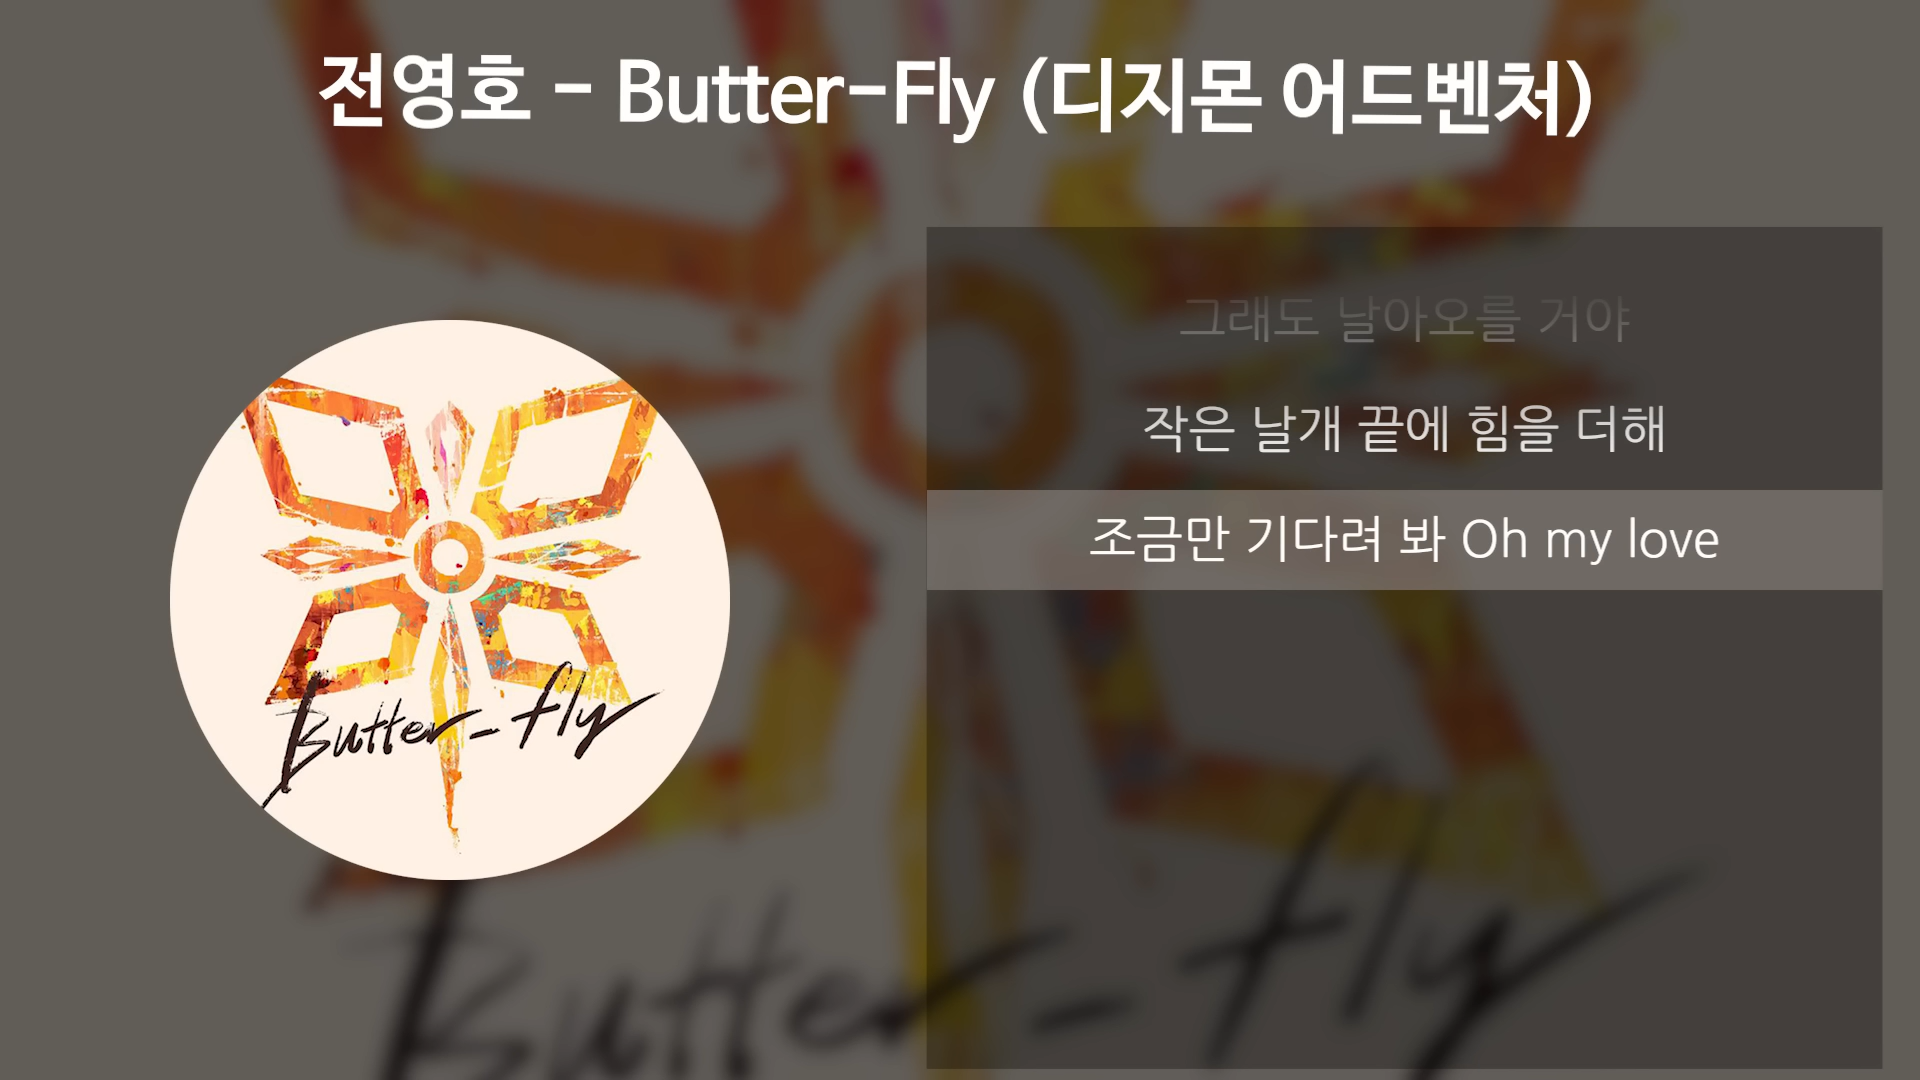 전영호 - Butter-Fly (디지몬 어드벤처)
그래도 날아오를 거야
작은 날개 끝에 힘을 더해
조금만 기다려 봐 Oh my love
Butter-fly
Butter-fly